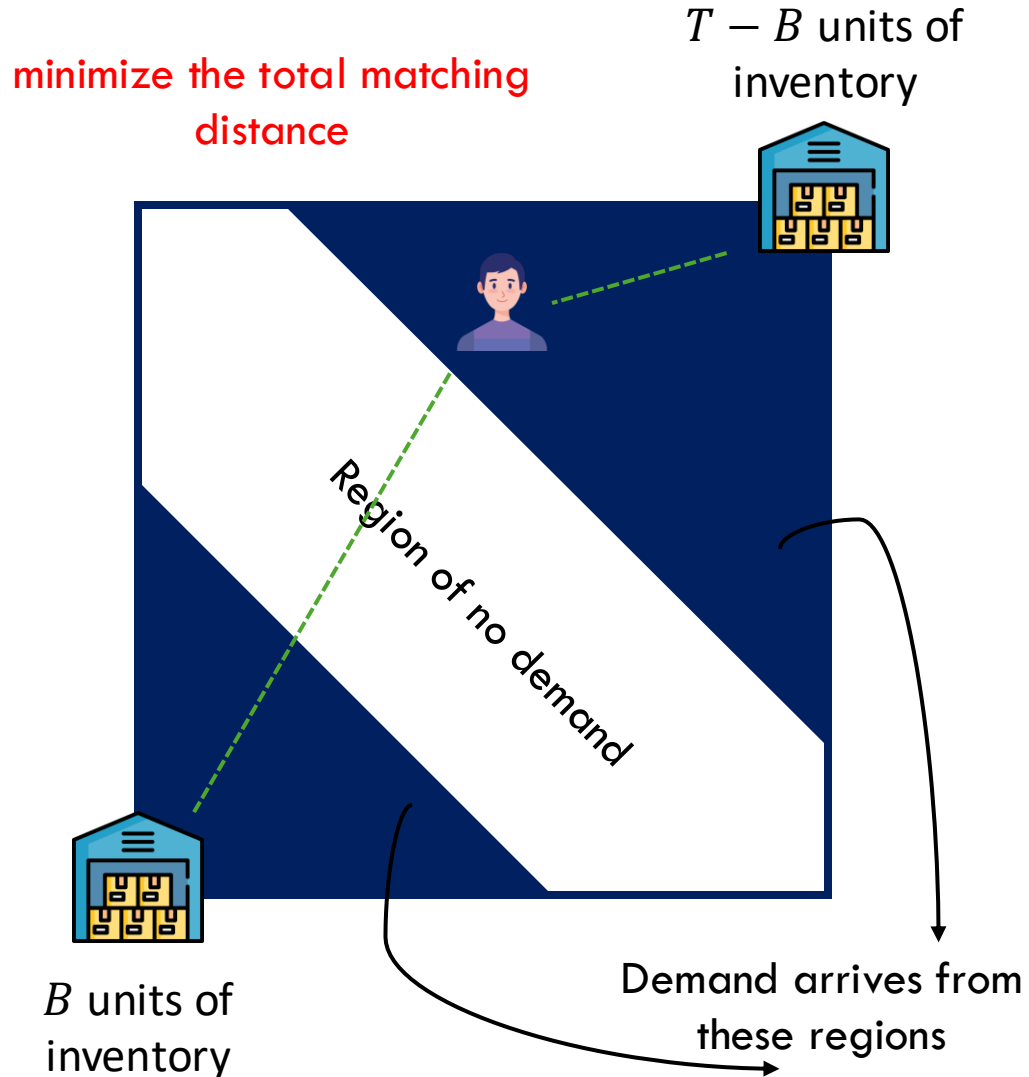 T − B units of
inventory
minimize the total matching
distance
Region of no demand
B units of
inventory
Demand arrives from
these regions